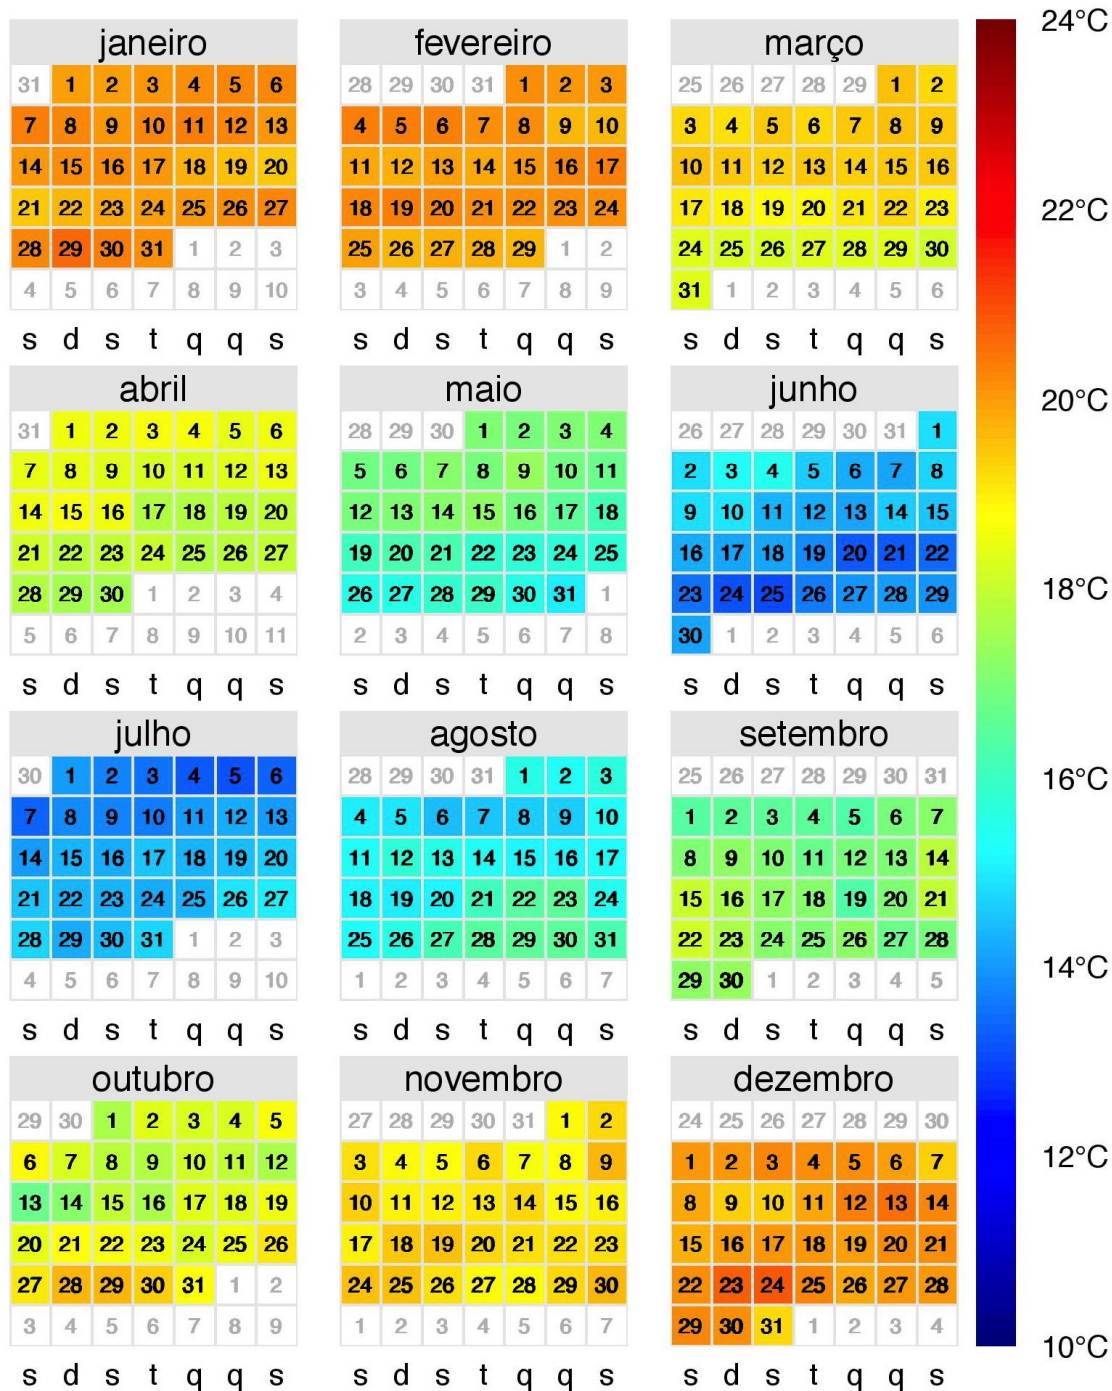 janeiro
31 1 2 3 4 5 6
7 8 9 10 11 12 13
14 15 16 17 18 19 20
21 22 23 24 25 26 27
28 29 30 31 1 2 3
4 5 6 7 8 9 10
s d s t q q s
fevereiro
28 29 30 31 1 2 3
4 5 6 7 8 9 10
11 12 13 14 15 16 17
18 19 20 21 22 23 24
25 26 27 28 29 1 2
3 4 5 6 7 8 9
s d s t q q s
março
25 26 27 28 29 1 2
3 4 5 6 7 8 9
10 11 12 13 14 15 16
17 18 19 20 21 22 23
24 25 26 27 28 29 30
31 1 2 3 4 5 6
s d s t q q s
abril
31 1 2 3 4 5 6
7 8 9 10 11 12 13
14 15 16 17 18 19 20
21 22 23 24 25 26 27
28 29 30 1 2 3 4
5 6 7 8 9 10 11
s d s t q q s
maio
28 29 30 1 2 3 4
5 6 7 8 9 10 11
12 13 14 15 16 17 18
19 20 21 22 23 24 25
26 27 28 29 30 31 1
2 3 4 5 6 7 8
s d s t q q s
junho
26 27 28 29 30 31 1
2 3 4 5 6 7 8
9 10 11 12 13 14 15
16 17 18 19 20 21 22
23 24 25 26 27 28 29
30 1 2 3 4 5 6
s d s t q q s
julho
30 1 2 3 4 5 6
7 8 9 10 11 12 13
14 15 16 17 18 19 20
21 22 23 24 25 26 27
28 29 30 31 1 2 3
4 5 6 7 8 9 10
s d s t q q s
agosto
28 29 30 31 1 2 3
4 5 6 7 8 9 10
11 12 13 14 15 16 17
18 19 20 21 22 23 24
25 26 27 28 29 30 31
1 2 3 4 5 6 7
s d s t q q s
setembro
25 26 27 28 29 30 31
1 2 3 4 5 6 7
8 9 10 11 12 13 14
15 16 17 18 19 20 21
22 23 24 25 26 27 28
29 30 1 2 3 4 5
s d s t q q s
outubro
29 30 1 2 3 4 5
6 7 8 9 10 11 12
13 14 15 16 17 18 19
20 21 22 23 24 25 26
27 28 29 30 31 1 2
3 4 5 6 7 8 9
s d s t q q s
novembro
27 28 29 30 31 1 2
3 4 5 6 7 8 9
10 11 12 13 14 15 16
17 18 19 20 21 22 23
24 25 26 27 28 29 30
1 2 3 4 5 6 7
s d s t q q s
dezembro
24 25 26 27 28 29 30
1 2 3 4 5 6 7
8 9 10 11 12 13 14
15 16 17 18 19 20 21
22 23 24 25 26 27 28
29 30 31 1 2 3 4
s d s t q q s
24°C
22°C
20°C
18°C
16°C
14°C
12°C
10°C